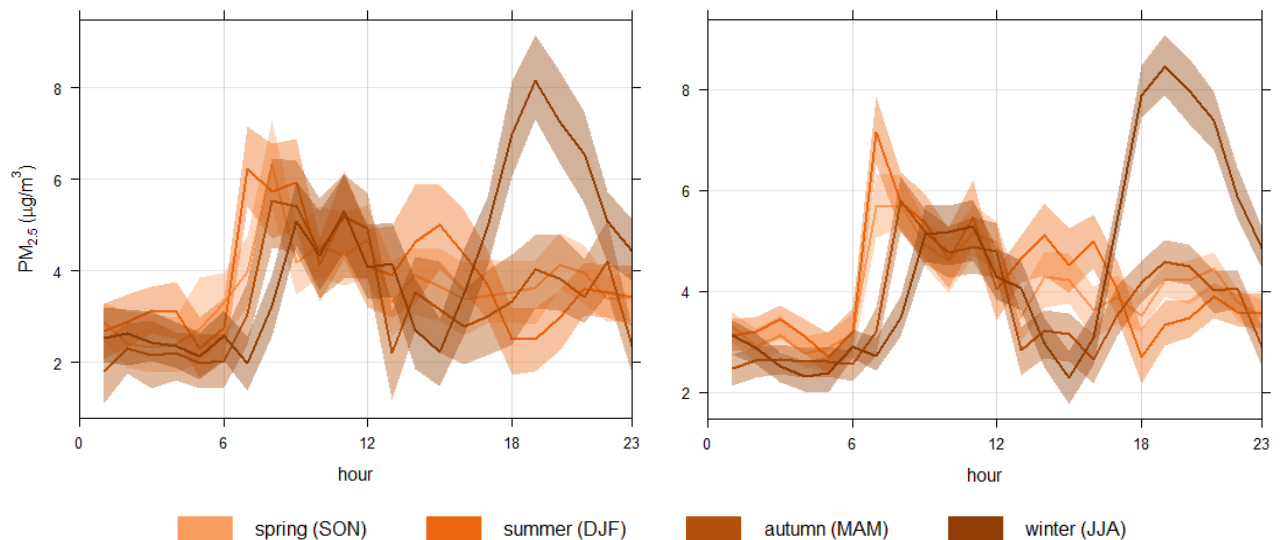 PM2.5 (µg/m3)
8
6
4
2
0
6
12
18
23
hour
8
6
4
2
0
6
12
18
23
hour
spring (SON)
summer (DJF)
autumn (MAM)
winter (JJA)